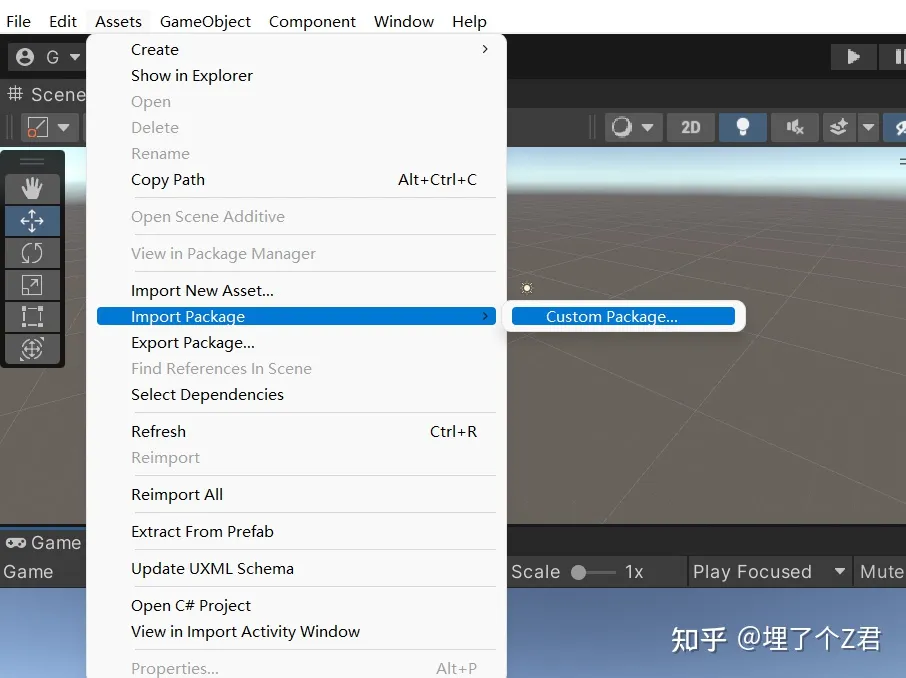 File Edit Assets GameObject Component Window Help
G
Scene
2D
Create
Show in Explorer
Open
Delete
Rename
Copy Path Alt+Ctrl+C
Open Scene Additive
View in Package Manager
Import New Asset...
Import Package
Custom Package...
Export Package...
Find References In Scene
Select Dependencies
Refresh Ctrl+R
Reimport
Reimport All
Extract From Prefab
Update UXML Schema
Open C# Project
View in Import Activity Window
Properties... Alt+P
Game
Game
Scale 1x Play Focused Mute
知乎 @埋了个Z君